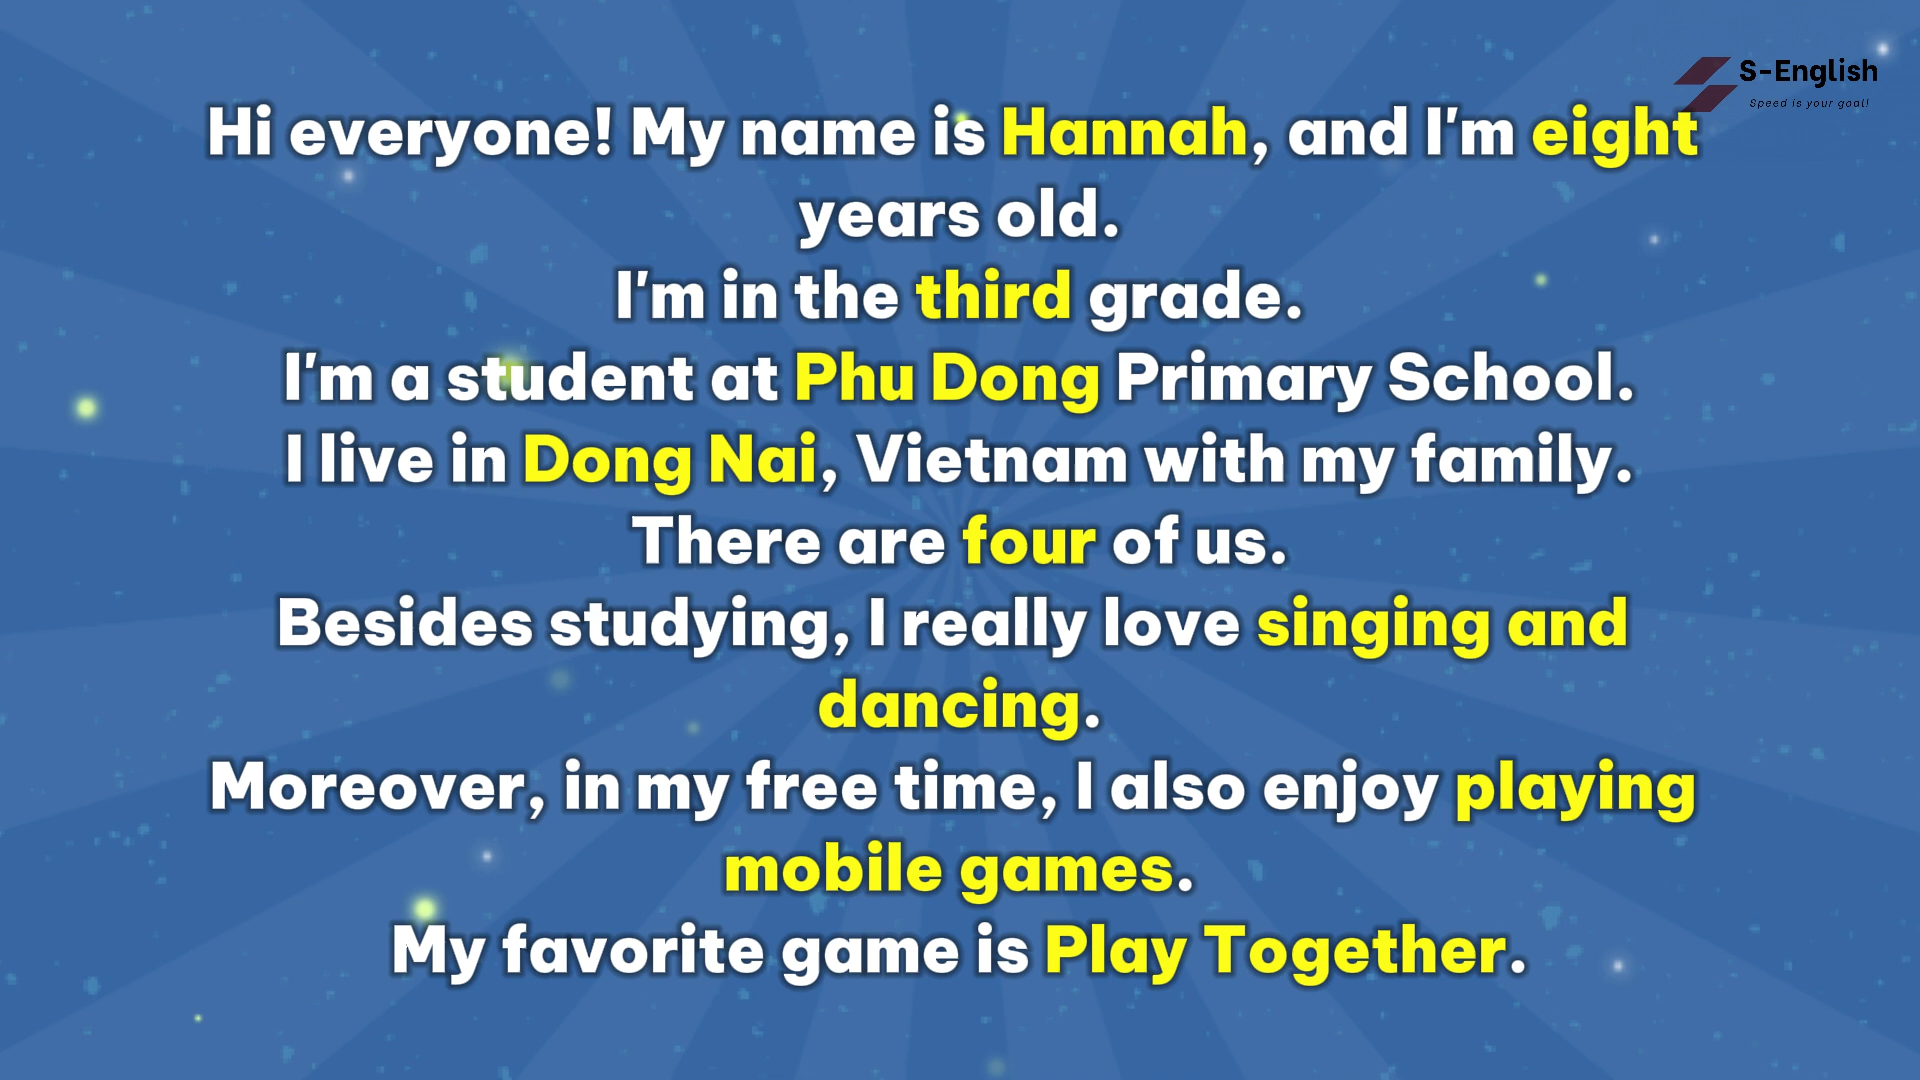 S-English
Speed is your goal!
Hi everyone! My name is Hannah, and I'm eight
years old.
I'm in the third grade.
I'm a student at Phu Dong Primary School.
I live in Dong Nai, Vietnam with my family.
There are four of us.
Besides studying, I really love singing and
dancing.
Moreover, in my free time, I also enjoy playing
mobile games.
My favorite game is Play Together.